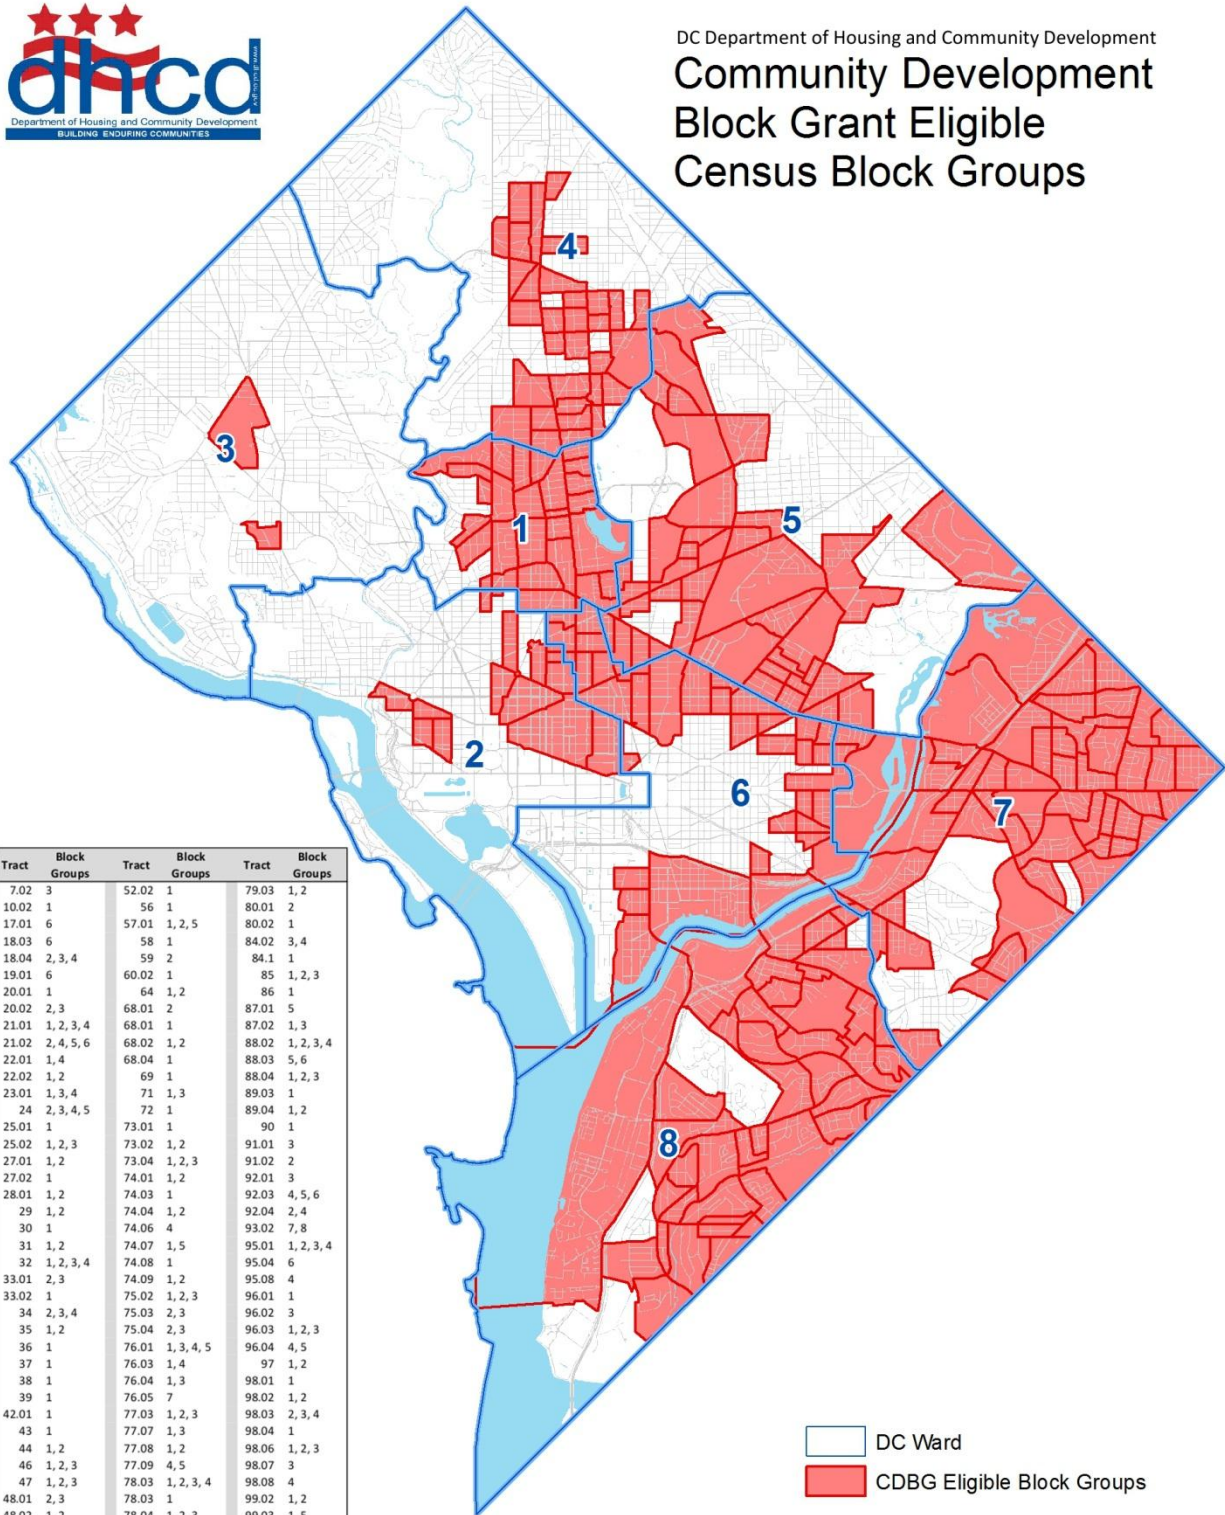 dhcd
Department of Housing and Community Development
BUILDING ENDURING COMMUNITIES
DC Department of Housing and Community Development
Community Development
Block Grant Eligible
Census Block Groups
4
3
5
1
2
6
7
8
Tract Block Groups Tract Block Groups Tract Block Groups
7.02 3 52.02 1 79.03 1, 2
10.02 1 56 1 80.01 2
17.01 6 57.01 1, 2, 5 80.02 1
18.03 6 58 1 84.02 3, 4
18.04 2, 3, 4 59 2 84.1 1
19.01 6 60.02 1 85 1, 2, 3
20.01 1 64 1, 2 86 1
20.02 2, 3 68.01 2 87.01 5
21.01 1, 2, 3, 4 68.01 1 87.02 1, 3
21.02 2, 4, 5, 6 68.02 1, 2 88.02 1, 2, 3, 4
22.01 1, 4 68.04 1 88.03 5, 6
22.02 1, 2 69 1 88.04 1, 2, 3
23.01 1, 3, 4 71 1, 3 89.03 1
24 2, 3, 4, 5 72 1 89.04 1, 2
25.01 1 73.01 1 90 1
25.02 1, 2, 3 73.02 1, 2 91.01 3
27.01 1, 2 73.04 1, 2, 3 91.02 2
27.02 1 74.01 1, 2 92.01 3
28.01 1, 2 74.03 1 92.03 4, 5, 6
29 1, 2 74.04 1, 2 92.04 2, 4
30 1 74.06 4 93.02 7, 8
31 1, 2 74.07 1, 5 95.01 1, 2, 3, 4
32 1, 2, 3, 4 74.08 1 95.04 6
33.01 2, 3 74.09 1, 2 95.08 4
33.02 1 75.02 1, 2, 3 96.01 1
34 2, 3, 4 75.03 2, 3 96.02 3
35 1, 2 75.04 2, 3 96.03 1, 2, 3
36 1 76.01 1, 3, 4, 5 96.04 4, 5
37 1 76.03 1, 4 97 1, 2
38 1 76.04 1, 3 98.01 1
39 1 76.05 7 98.02 1, 2
42.01 1 77.03 1, 2, 3 98.03 2, 3, 4
43 1 77.07 1, 3 98.04 1
44 1, 2 77.08 1, 2 98.06 1, 2, 3
46 1, 2, 3 77.09 4, 5 98.07 3
47 1, 2, 3 78.03 1, 2, 3, 4 98.08 4
48.01 2, 3 78.03 1 99.02 1, 2
DC Ward
CDBG Eligible Block Groups